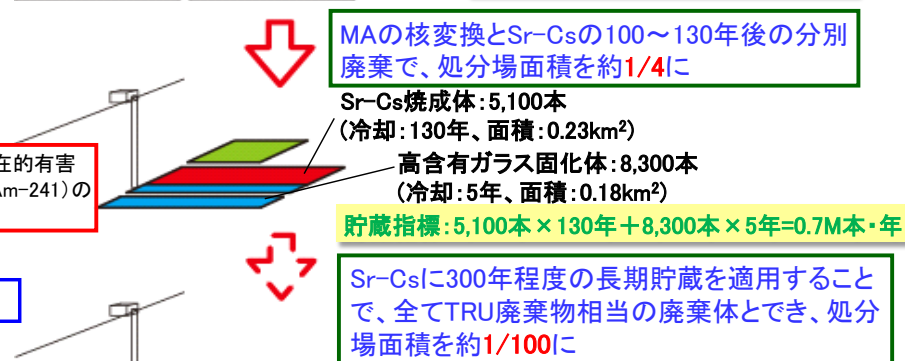 MAの核変換とSr-Csの100～130年後の分別
廃棄で、処分場面積を約1/4に
Sr-Cs焼成体：5,100本
（冷却：130年、面積：0.23km²）
高含有ガラス固化体：8,300本
（冷却：5年、面積：0.18km²）
在的有害
Am-241）の
貯蔵指標：5,100本×130年＋8,300本×5年=0.7M本・年
Sr-Csに300年程度の長期貯蔵を適用すること
で、全てTRU廃棄物相当の廃棄体とでき、処分
場面積を約1/100に